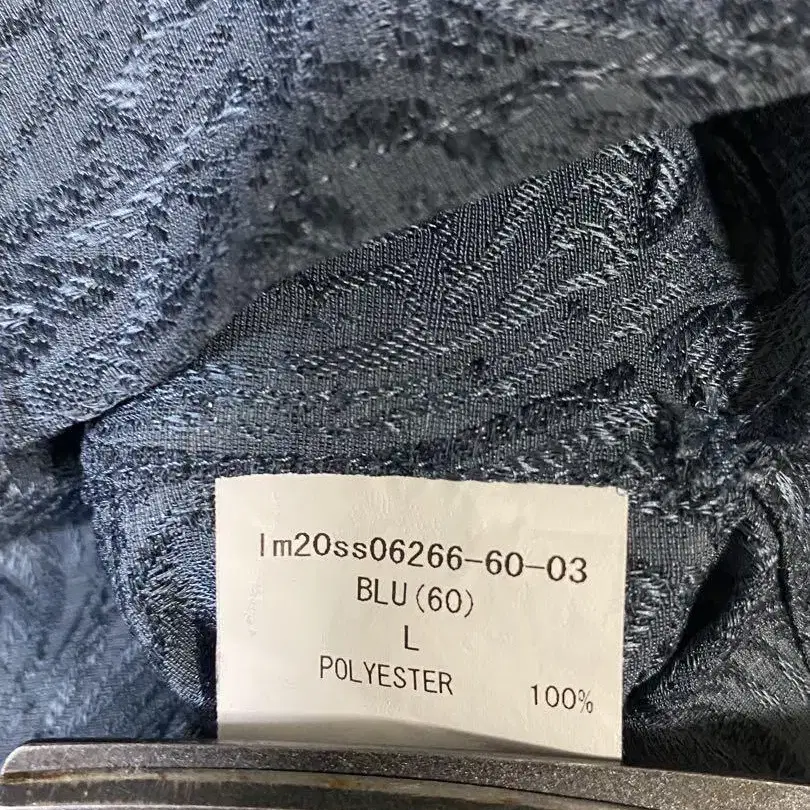 lm20ss06266-60-03
BLU(60)
L
POLYESTER 100%